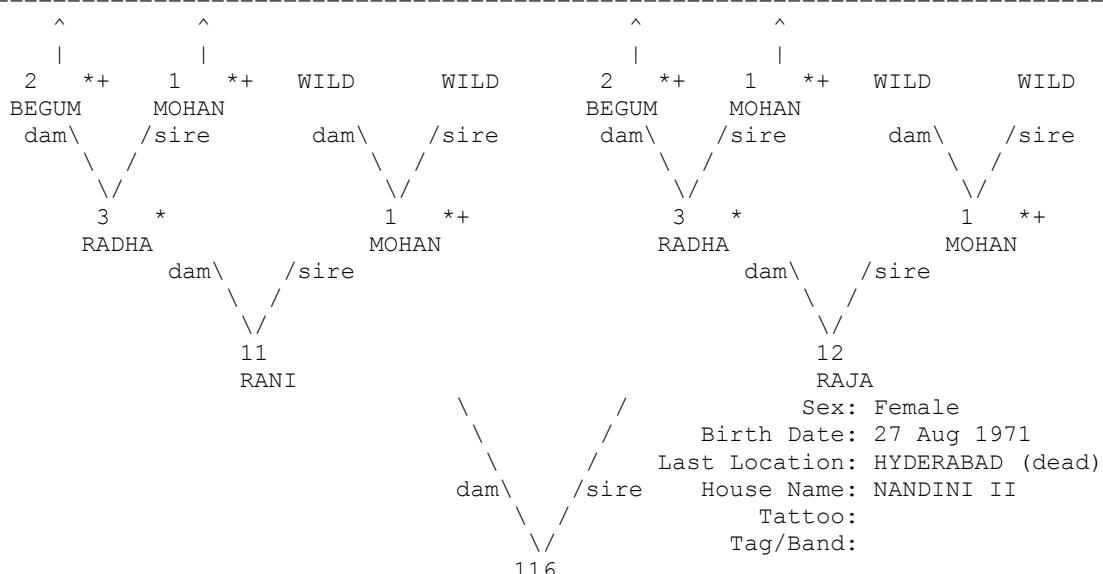 2 *+ 1 *+ WILD WILD 2 *+ 1 *+ WILD WILD
BEGUM MOHAN BEGUM MOHAN
dam\ /sire dam\ /sire dam\ /sire dam\ /sire
3 * 1 *+ 3 * 1 *+
RADHA MOHAN RADHA MOHAN
dam\ /sire dam\ /sire
11 12
RANI RAJA
Sex: Female
Birth Date: 27 Aug 1971
Last Location: HYDERABAD (dead)
dam\ /sire House Name: NANDINI II
Tattoo:
Tag/Band:
116